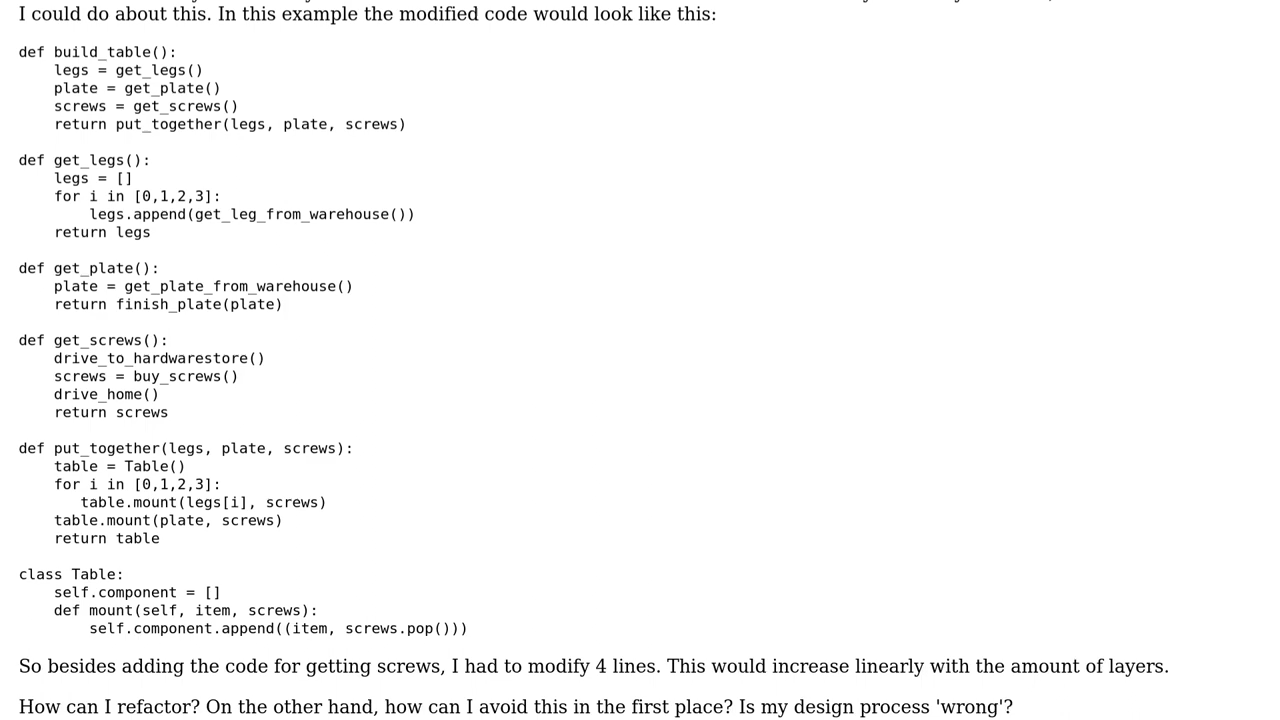 I could do about this. In this example the modified code would look like this:
def build_table():
    legs = get_legs()
    plate = get_plate()
    screws = get_screws()
    return put_together(legs, plate, screws)
def get_legs():
    legs = []
    for i in [0,1,2,3]:
        legs.append(get_leg_from_warehouse())
    return legs
def get_plate():
    plate = get_plate_from_warehouse()
    return finish_plate(plate)
def get_screws():
    drive_to_hardwarestore()
    screws = buy_screws()
    drive_home()
    return screws
def put_together(legs, plate, screws):
    table = Table()
    for i in [0,1,2,3]:
       table.mount(legs[i], screws)
    table.mount(plate, screws)
    return table
class Table:
    self.component = []
    def mount(self, item, screws):
        self.component.append((item, screws.pop()))
So besides adding the code for getting screws, I had to modify 4 lines. This would increase linearly with the amount of layers.
How can I refactor? On the other hand, how can I avoid this in the first place? Is my design process 'wrong'?